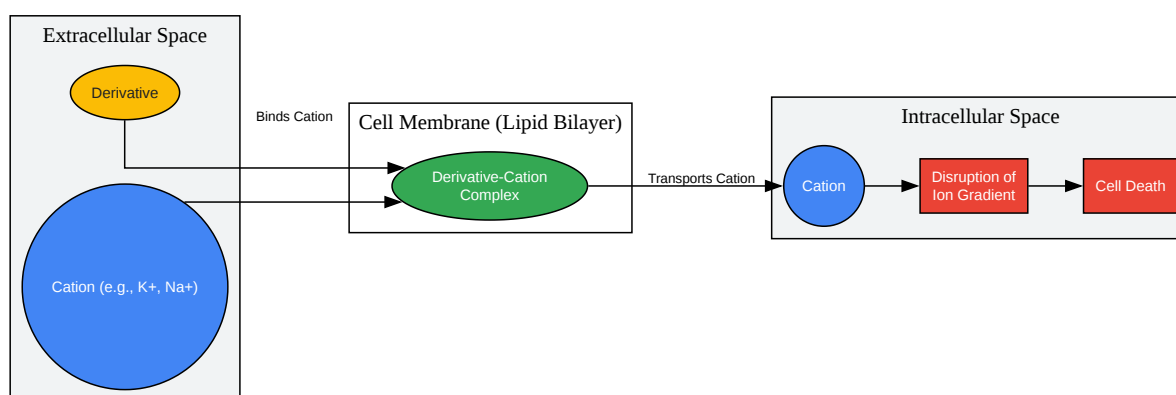 Extracellular Space
Derivative
Cation (e.g., K+, Na+)
Binds Cation
Cell Membrane (Lipid Bilayer)
Derivative-Cation
Complex
Transports Cation
Intracellular Space
Cation
Disruption of
Ion Gradient
Cell Death